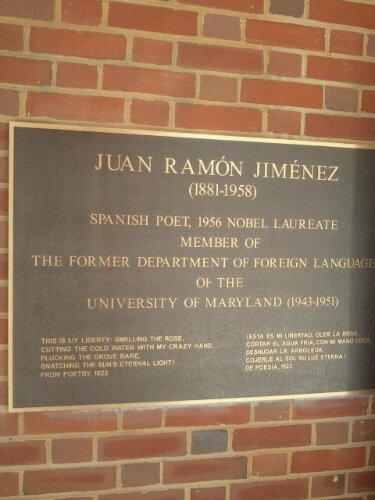 JUAN RAMÓN JIMÉNEZ
(1881-1958)
SPANISH POET, 1956 NOBEL LAUREATE
MEMBER OF
THE FORMER DEPARTMENT OF FOREIGN LANGUAGE
OF THE
UNIVERSITY OF MARYLAND (1943-1951)
THIS IS MY LIBERTY: SMELLING THE ROSE,
CUTTING THE COLD WATER WITH MY CRAZY HAND,
PLUCKING THE GROVE BARE,
SNATCHING THE SUN'S ETERNAL LIGHT!
FROM POETRY, 1923
¡ESTA ES MI LIBERTAD, OLER LA ROSA,
CORTAR EL AGUA FRÍA, CON MI MANO LOCA,
DESNUDAR LA ARBOLEDA,
COJERLE AL SOL SU LUZ ETERNA!
DE POESÍA, 1923